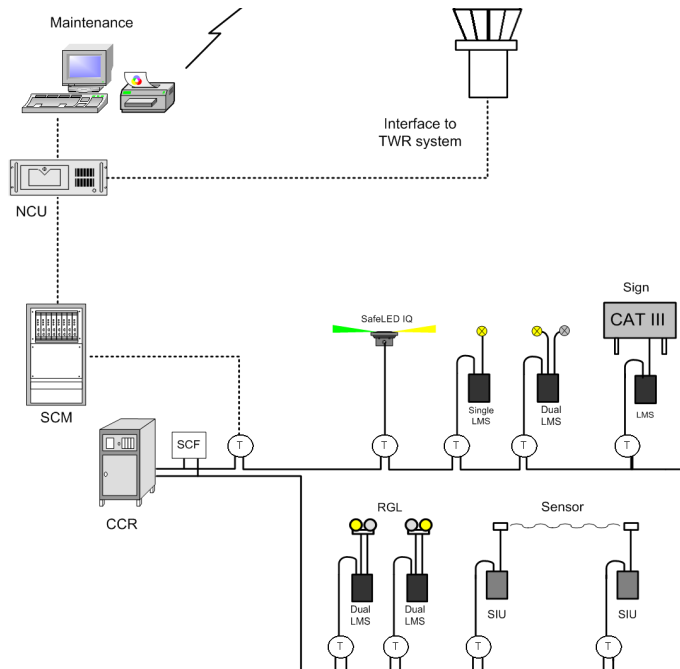 Maintenance
Interface to
TWR system
NCU
Sign
SafeLED IQ
CAT III
Single
LMS
Dual
LMS
LMS
SCM
SCF
T
T
T
T
T
CCR
RGL
Sensor
Dual
LMS
Dual
LMS
SIU
SIU
T
T
T
T